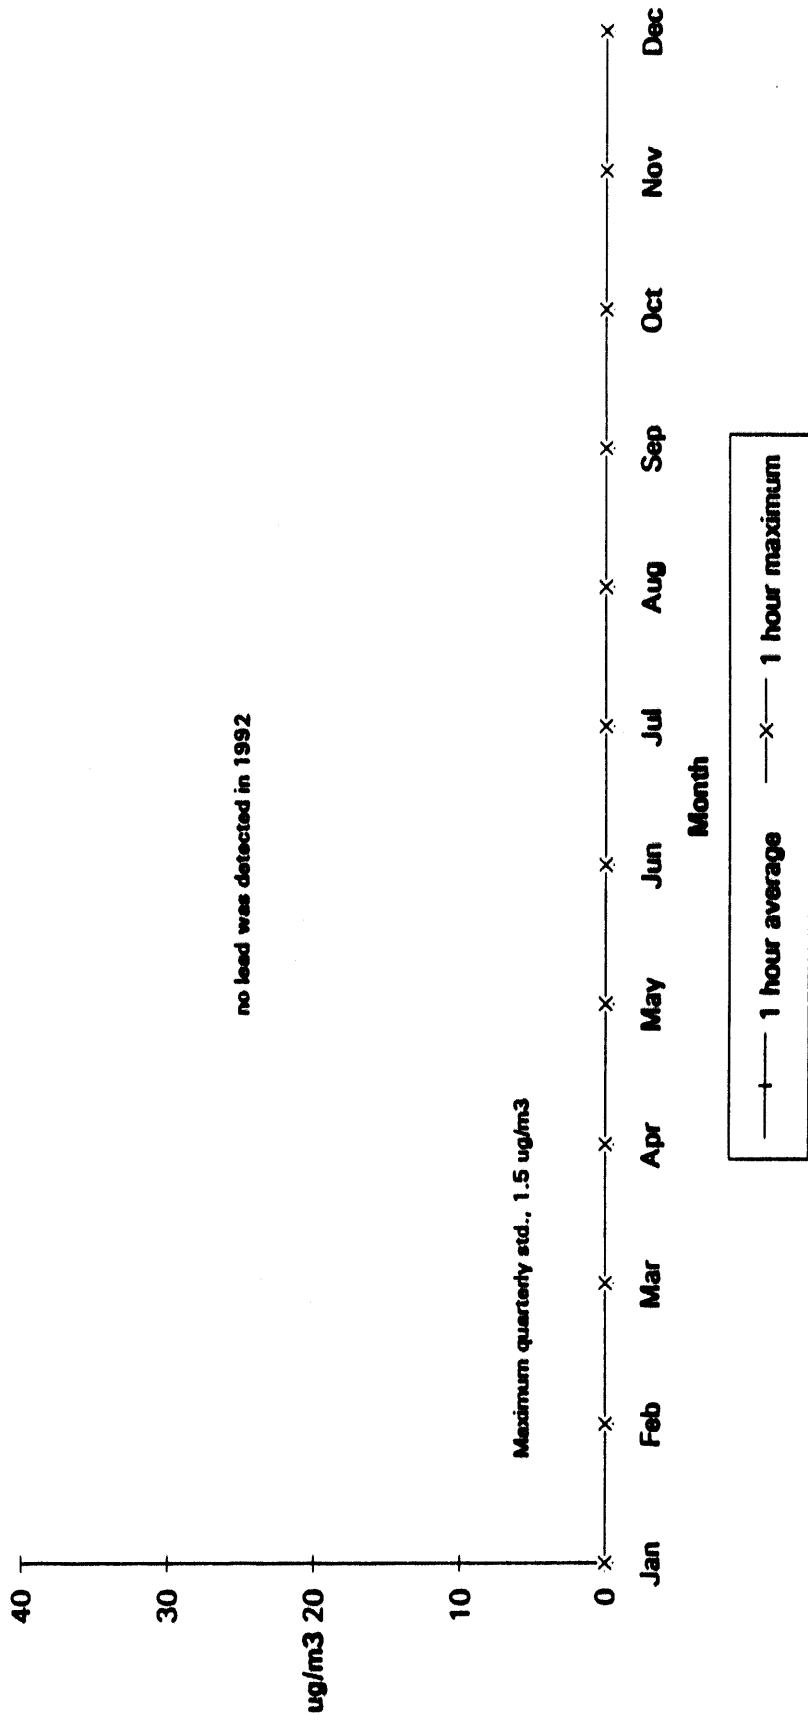 40
30
ug/m3 20
10
0
no lead was detected in 1992
Maximum quarterly std., 1.5 ug/m3
Jan Feb Mar Apr May Jun Jul Aug Sep Oct Nov Dec
Month
1 hour average 1 hour maximum